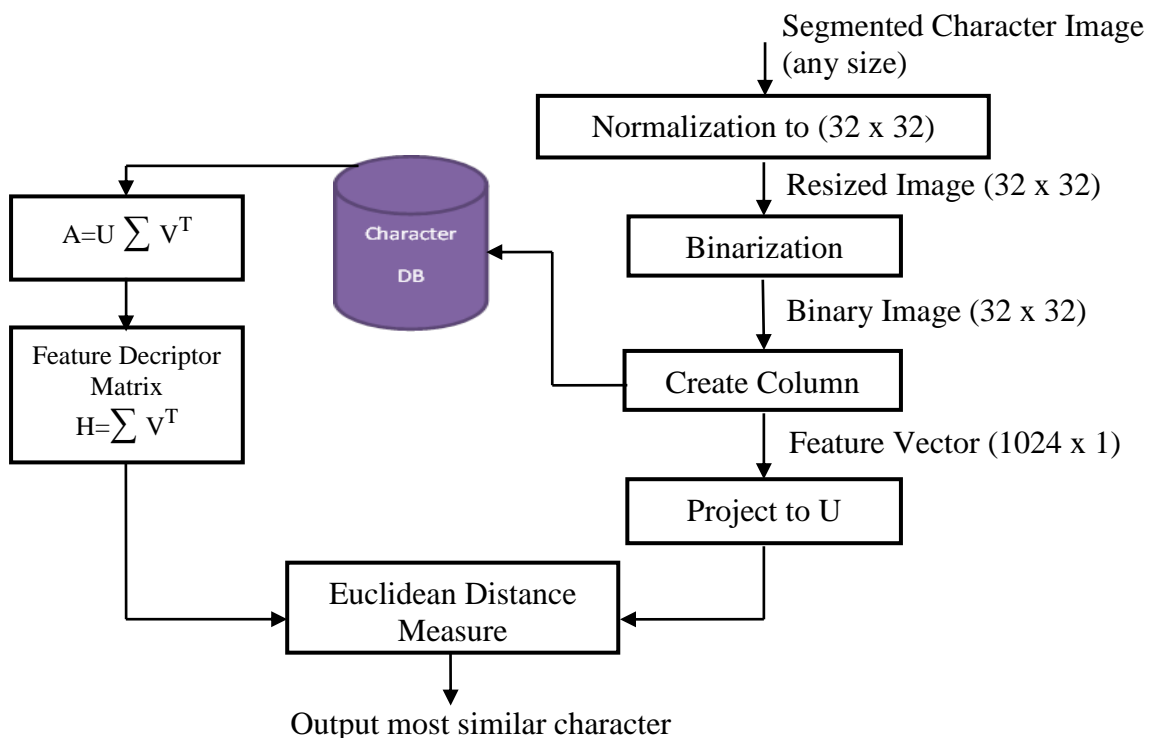 Segmented Character Image
(any size)
Normalization to (32 x 32)
Resized Image (32 x 32)
Binarization
Binary Image (32 x 32)
Create Column
Feature Vector (1024 x 1)
Project to U
Character
DB
A=U ∑ V^T
Feature Decriptor
Matrix
H=∑ V^T
Euclidean Distance
Measure
Output most similar character